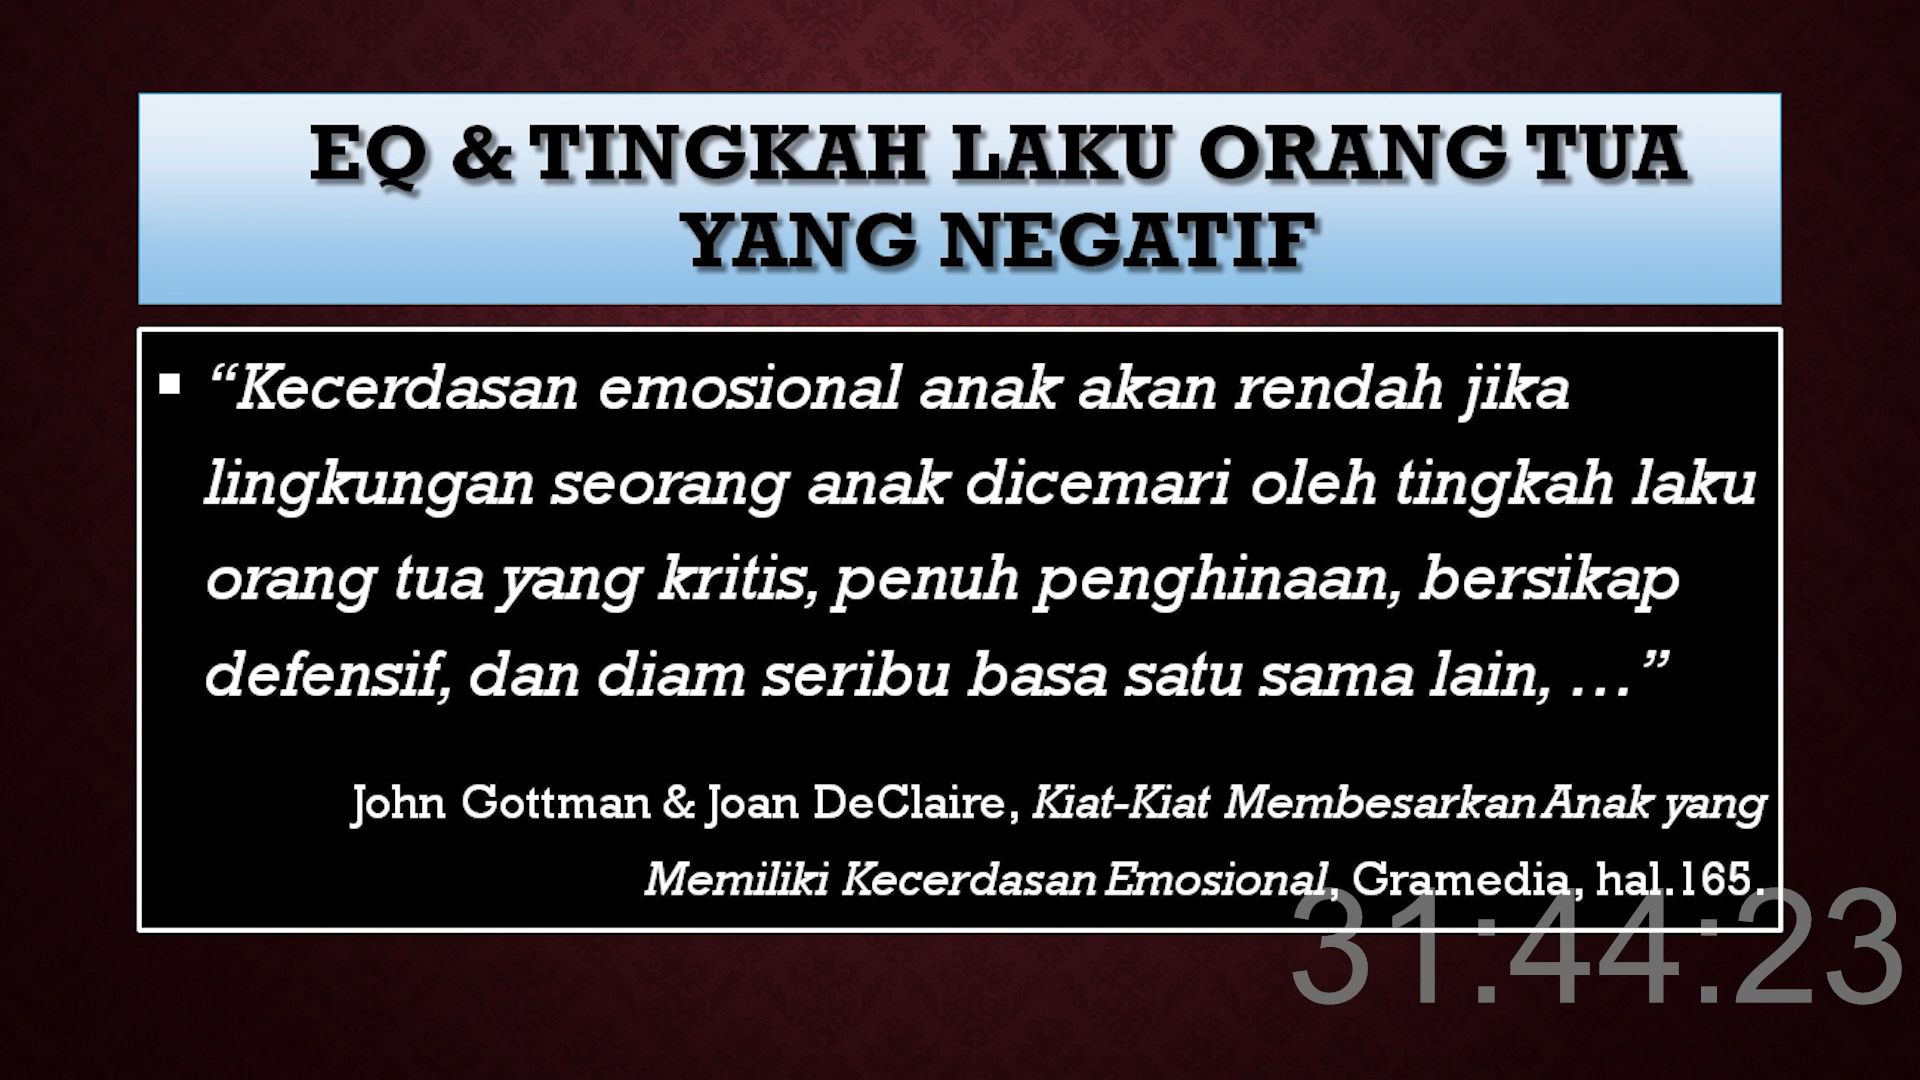 EQ & TINGKAH LAKU ORANG TUA
YANG NEGATIF
▪ “Kecerdasan emosional anak akan rendah jika
lingkungan seorang anak dicemari oleh tingkah laku
orang tua yang kritis, penuh penghinaan, bersikap
defensif, dan diam seribu basa satu sama lain, …”
John Gottman & Joan DeClaire, Kiat-Kiat Membesarkan Anak yang
Memiliki Kecerdasan Emosional, Gramedia, hal.165.
31:44:23